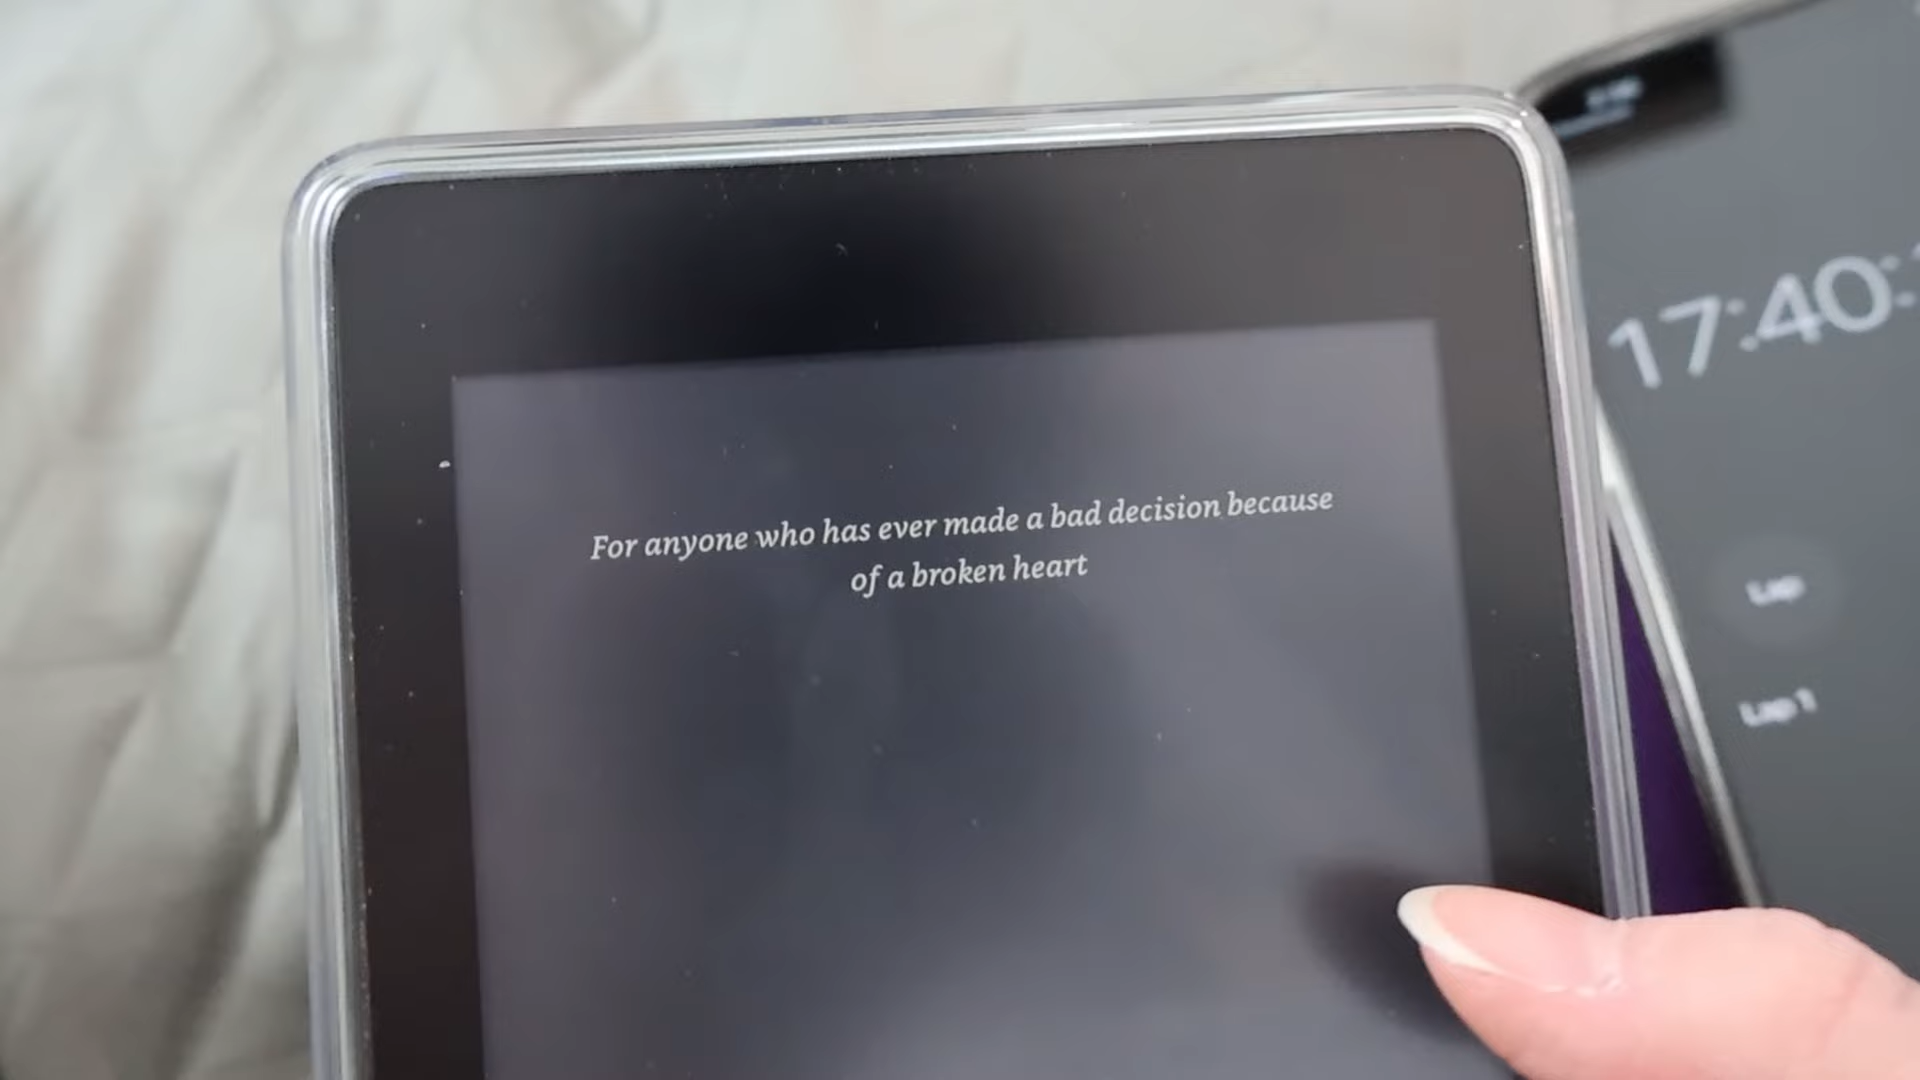 For anyone who has ever made a bad decision because
of a broken heart
17:40:
Lap
Lap 1